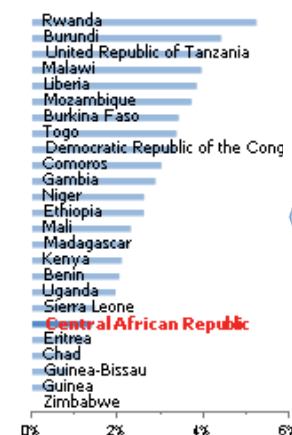 Rwanda
Burundi
United Republic of Tanzania
Malawi
Liberia
Mozambique
Burkina Faso
Togo
Democratic Republic of the Cong
Comoros
Gambia
Niger
Ethiopia
Mali
Madagascar
Kenya
Benin
Uganda
Sierra Leone
Central African Republic
Eritrea
Chad
Guinea-Bissau
Guinea
Zimbabwe
0% 2% 4% 6%